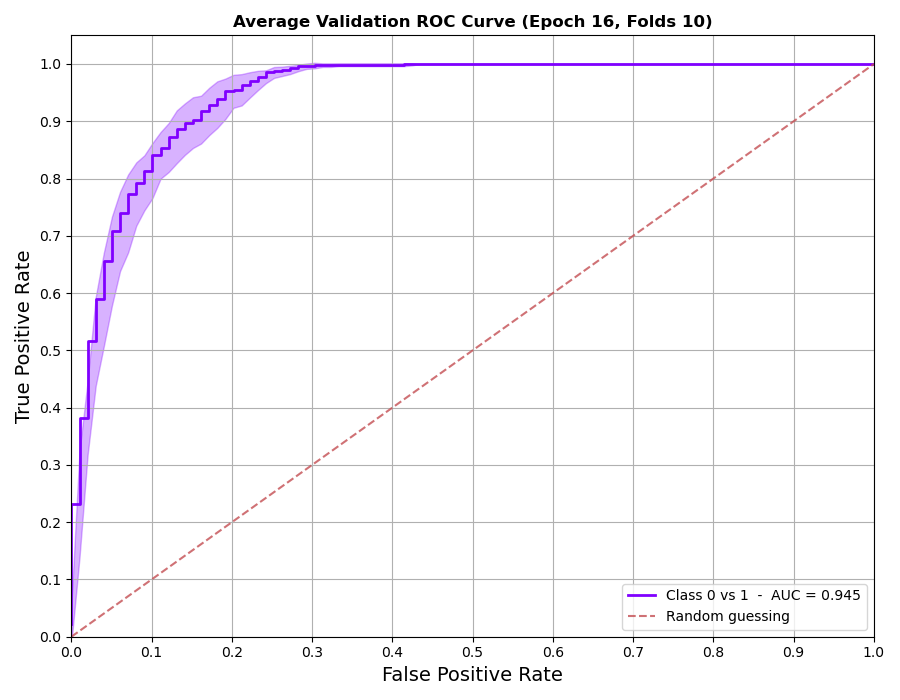 Average Validation ROC Curve (Epoch 16, Folds 10)
True Positive Rate
1.0
0.9
0.8
0.7
0.6
0.5
0.4
0.3
0.2
0.1
0.0
Class 0 vs 1  -  AUC = 0.945
Random guessing
0.0 0.1 0.2 0.3 0.4 0.5 0.6 0.7 0.8 0.9 1.0
False Positive Rate